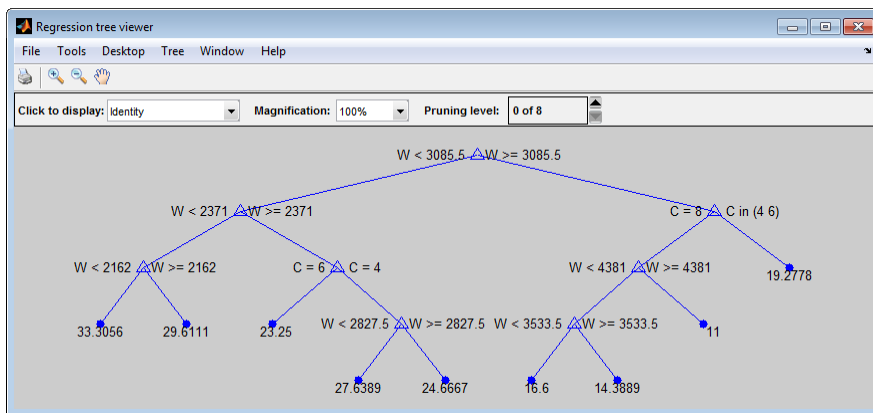 Regression tree viewer
File Tools Desktop Tree Window Help
Click to display: Identity Magnification: 100% Pruning level: 0 of 8
W < 3085.5 W >= 3085.5
W < 2371 W >= 2371 C = 8 C in (4 6)
W < 2162 W >= 2162 C = 6 C = 4 W < 4381 W >= 4381 19.2778
33.3056 29.6111 23.25 W < 2827.5 W >= 2827.5 W < 3533.5 W >= 3533.5 11
27.6389 24.6667 16.6 14.3889